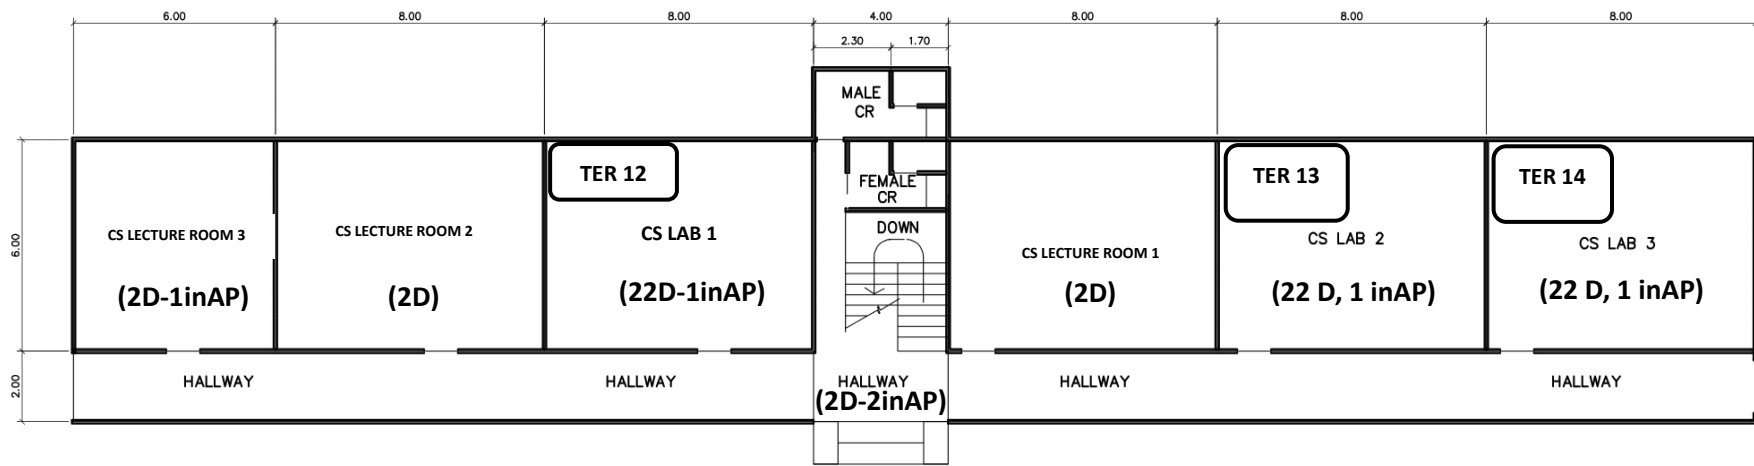 6.00
8.00
8.00
4.00
8.00
8.00
8.00
2.30
1.70
MALE
CR
TER 12
FEMALE
CR
TER 13
TER 14
6.00
CS LECTURE ROOM 3
CS LECTURE ROOM 2
CS LAB 1
DOWN
CS LECTURE ROOM 1
CS LAB 2
CS LAB 3
(2D-1inAP)
(2D)
(22D-1inAP)
(2D)
(22 D, 1 inAP)
(22 D, 1 inAP)
2.00
HALLWAY
HALLWAY
HALLWAY
HALLWAY
HALLWAY
(2D-2inAP)